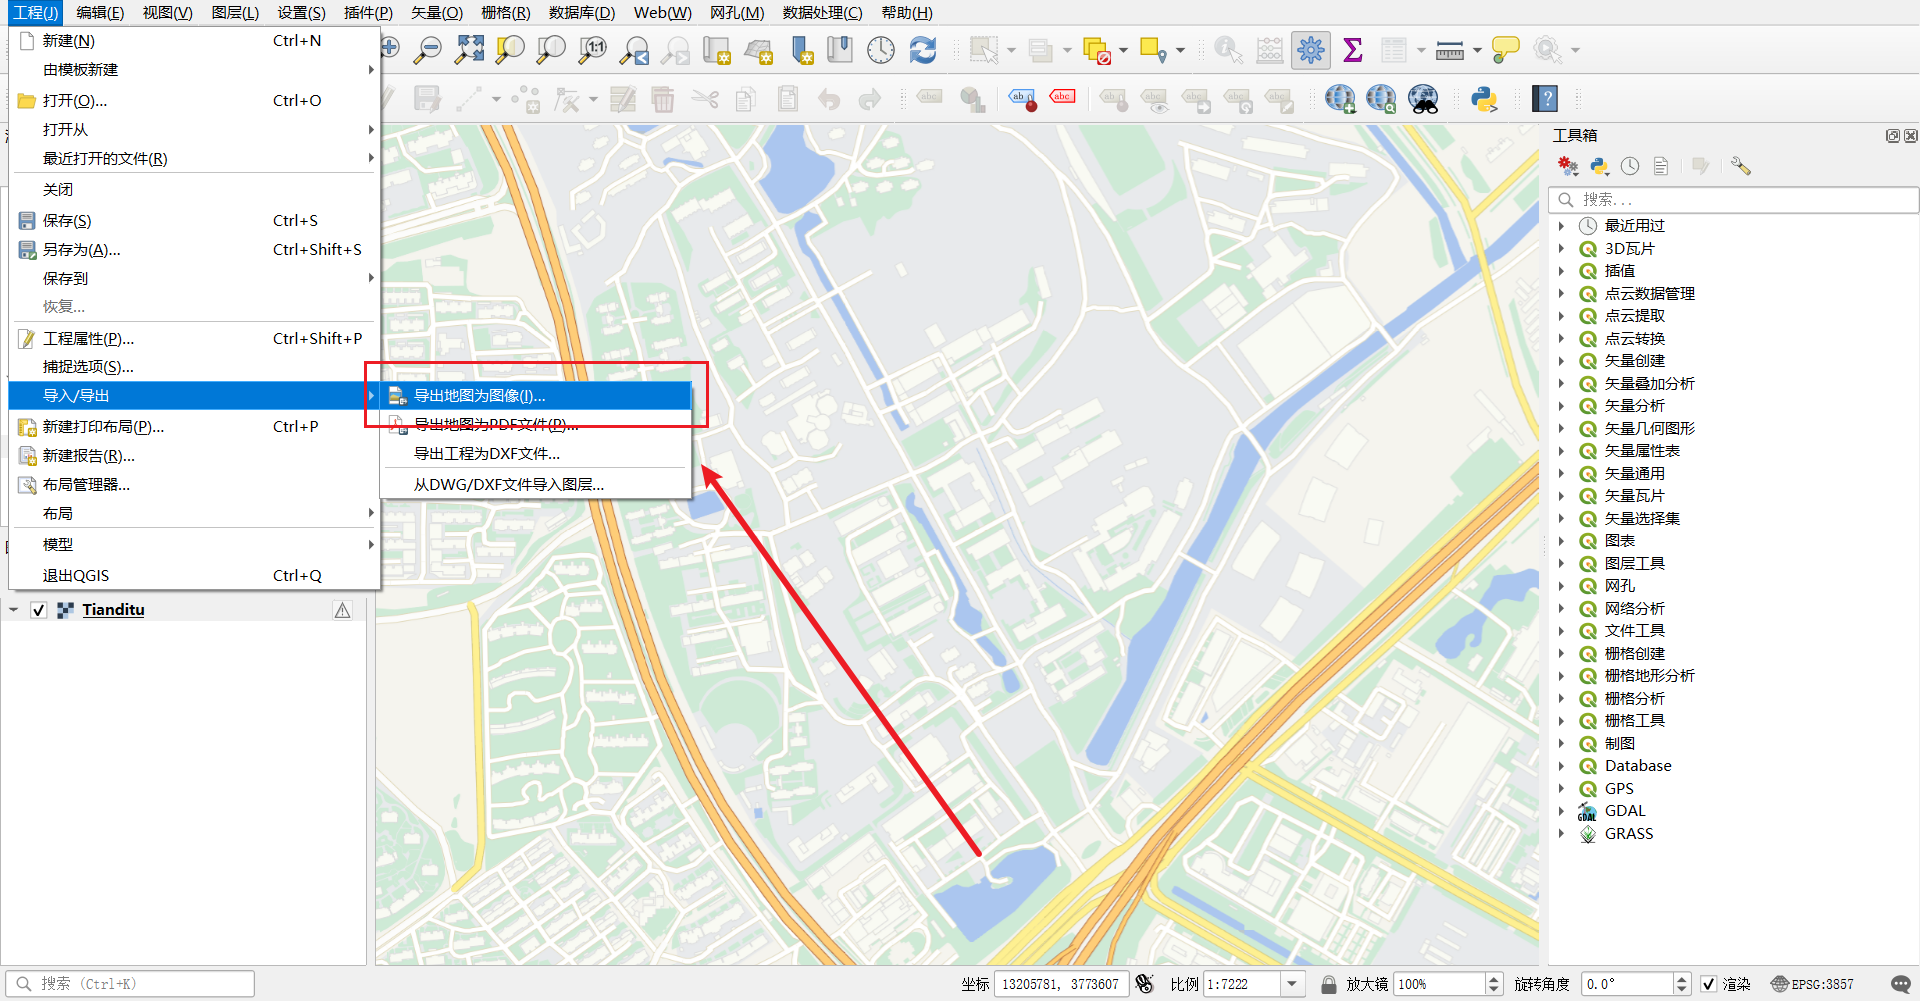 工程(J) 编辑(E) 视图(V) 图层(L) 设置(S) 插件(P) 矢量(O) 栅格(R) 数据库(D) Web(W) 网孔(M) 数据处理(C) 帮助(H)
新建(N) Ctrl+N
由模板新建
打开(O)... Ctrl+O
打开从
最近打开的文件(R)
关闭
保存(S) Ctrl+S
另存为(A)... Ctrl+Shift+S
保存到
恢复...
工程属性(P)... Ctrl+Shift+P
捕捉选项(S)...
导入/导出
新建打印布局(P)... Ctrl+P
新建报告(R)...
布局管理器...
布局
模型
退出QGIS Ctrl+Q
导出地图为图像(I)...
导出地图为PDF文件(P)...
导出工程为DXF文件...
从DWG/DXF文件导入图层...
Tianditu
1:1
abc
ab
abc
abc
abc
abc
abc
abc
工具箱
搜索...
最近用过
3D瓦片
插值
点云数据管理
点云提取
点云转换
矢量创建
矢量叠加分析
矢量分析
矢量几何图形
矢量属性表
矢量通用
矢量瓦片
矢量选择集
图表
图层工具
网孔
网络分析
文件工具
栅格创建
栅格地形分析
栅格分析
栅格工具
制图
Database
GPS
GDAL
GRASS
搜索 (Ctrl+K)
坐标 13205781, 3773607 比例 1:7222 放大镜 100% 旋转角度 0.0° 渲染 EPSG:3857